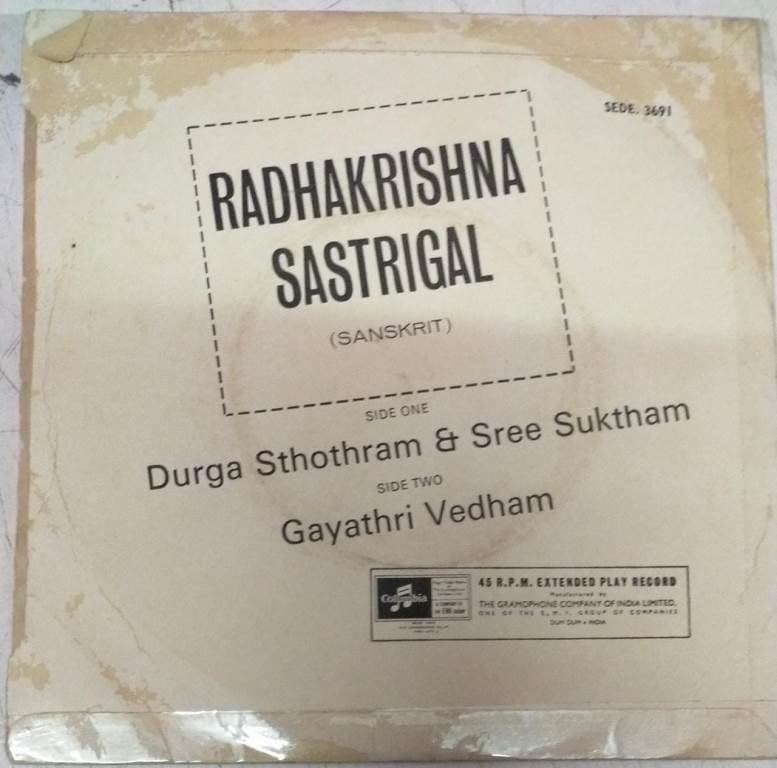 SEDE. 3691
RADHAKRISHNA
SASTRIGAL
(SANSKRIT)
SIDE ONE
Durga Sthothram & Sree Suktham
SIDE TWO
Gayathri Vedham
Columbia
45 R.P.M. EXTENDED PLAY RECORD
Manufactured by
THE GRAMOPHONE COMPANY OF INDIA LIMITED.
ONE OF THE E.M.I. GROUP OF COMPANIES
DUM DUM • INDIA